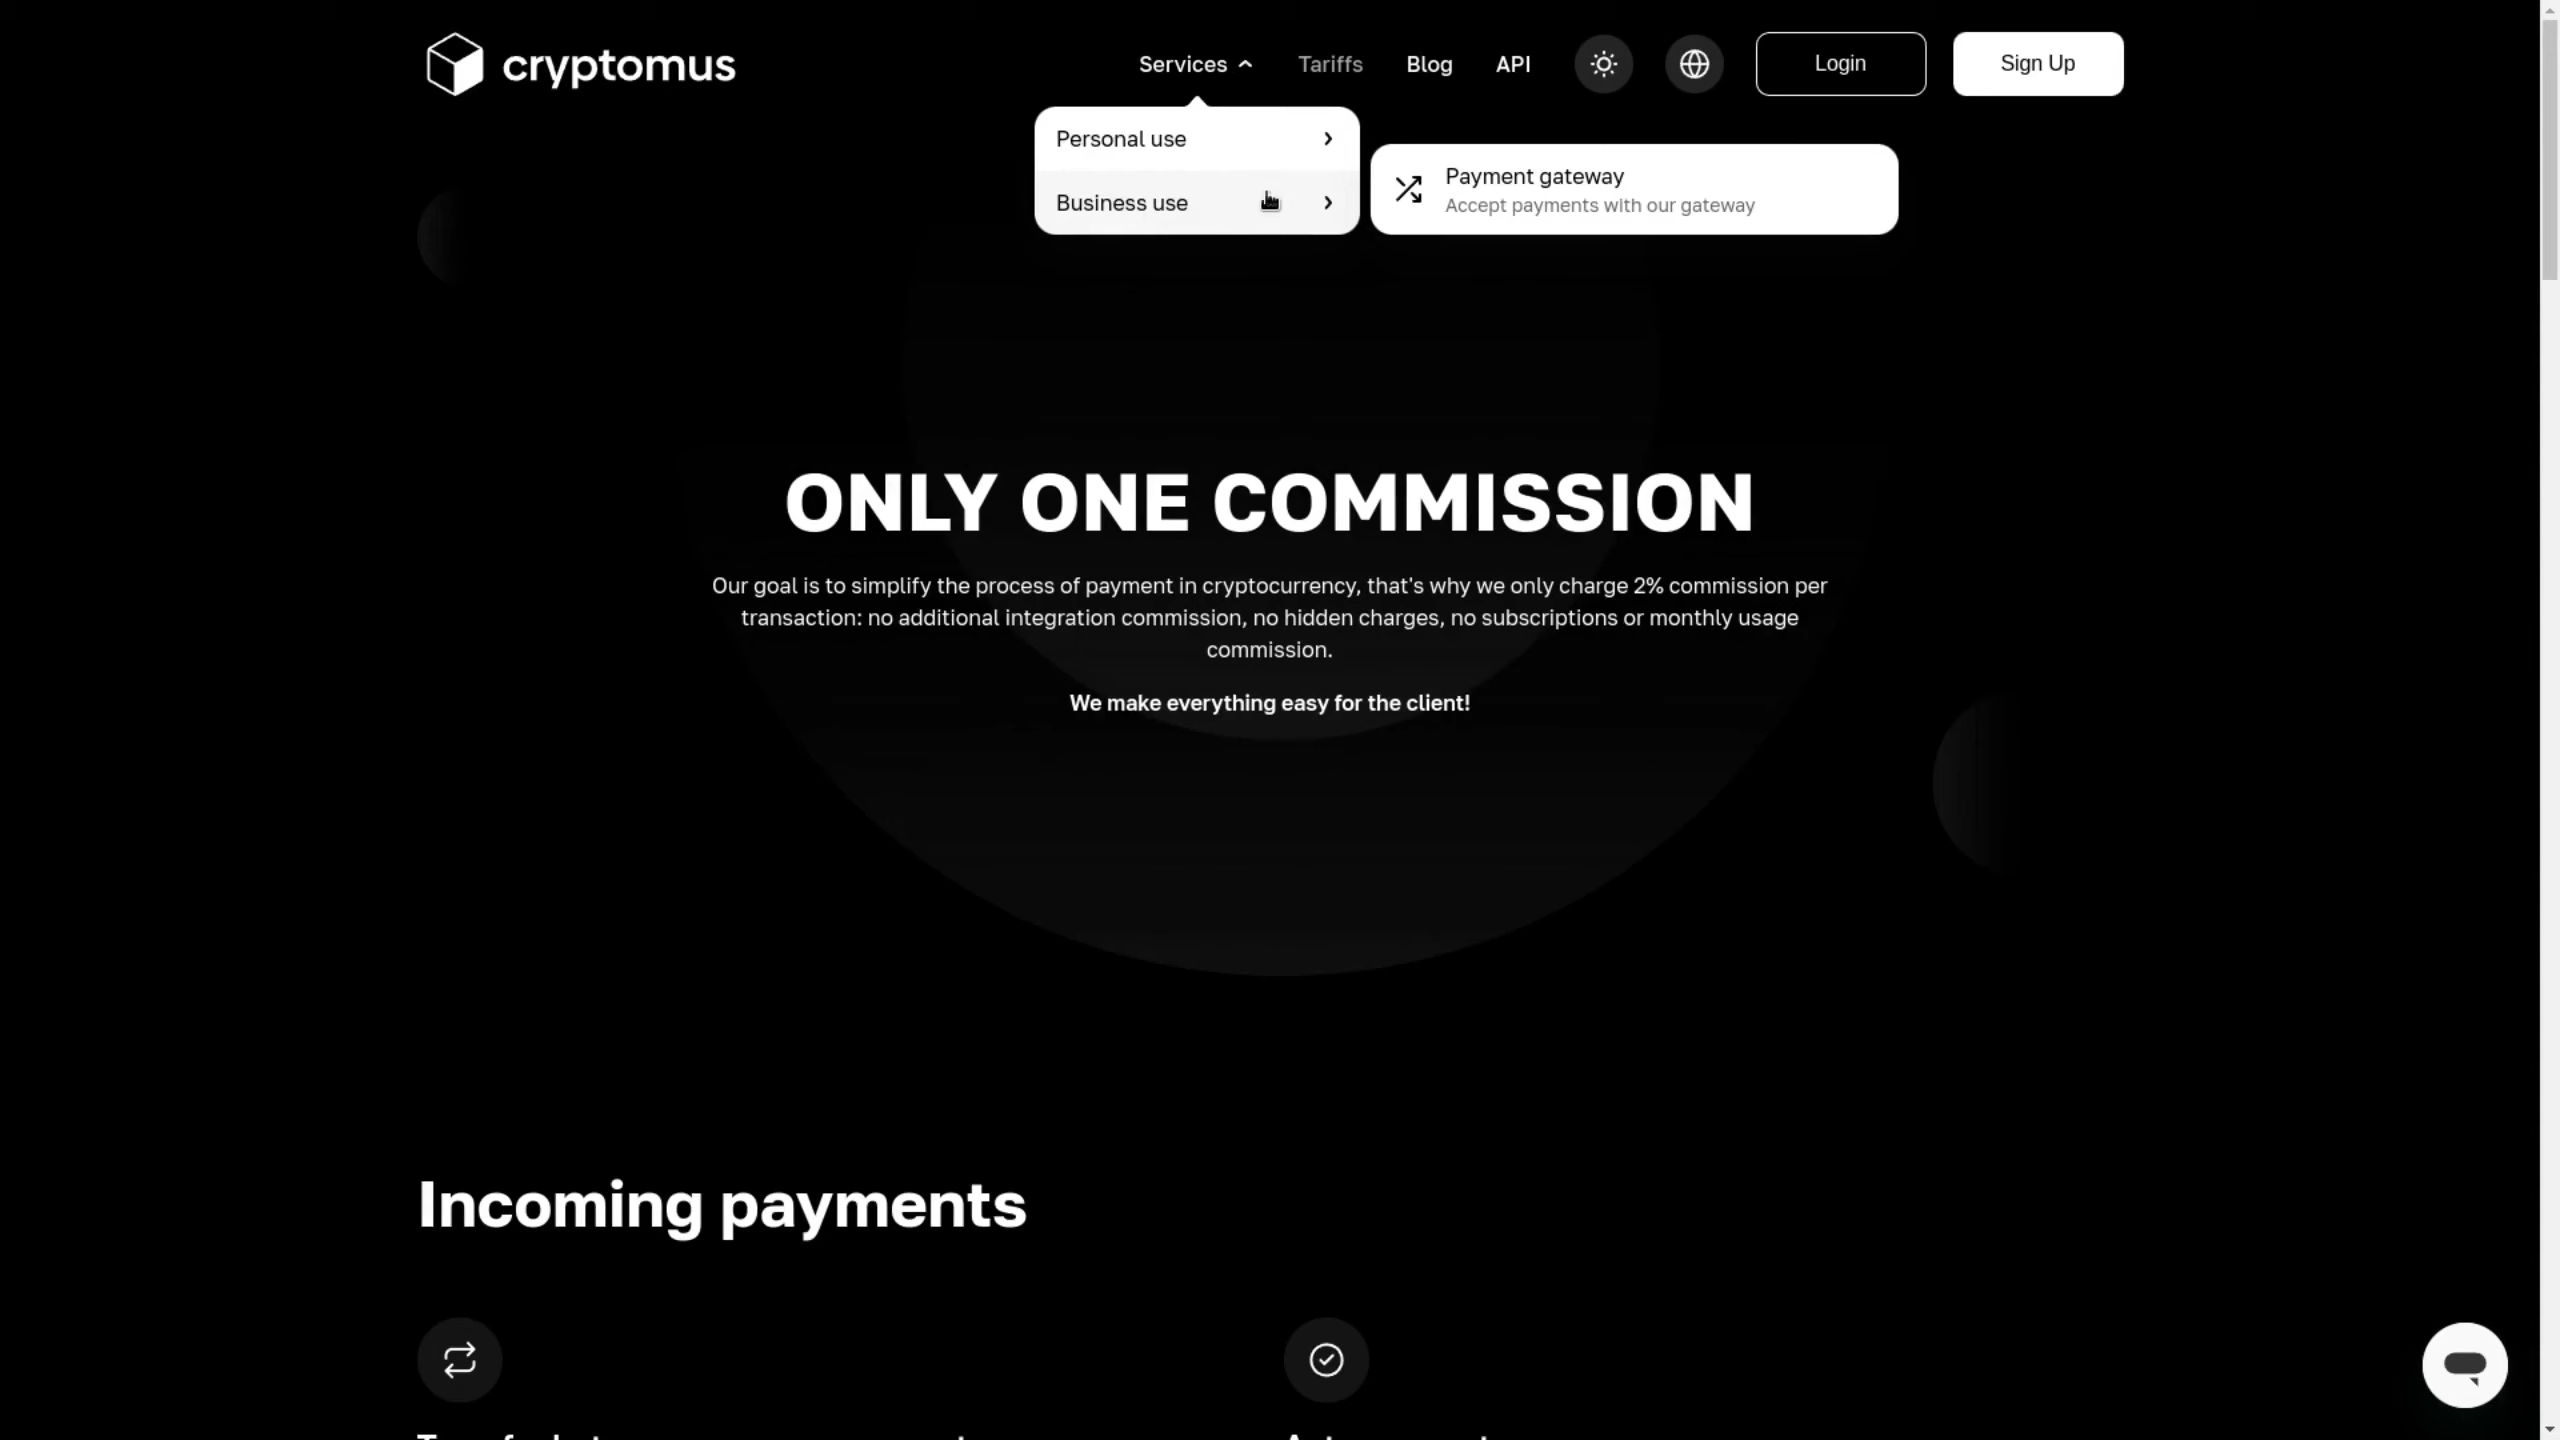 cryptomus
Services
Tariffs
Blog
API
Login
Sign Up
Personal use
Business use
Payment gateway
Accept payments with our gateway
ONLY ONE COMMISSION
Our goal is to simplify the process of payment in cryptocurrency, that's why we only charge 2% commission per
transaction: no additional integration commission, no hidden charges, no subscriptions or monthly usage
commission.
We make everything easy for the client!
Incoming payments